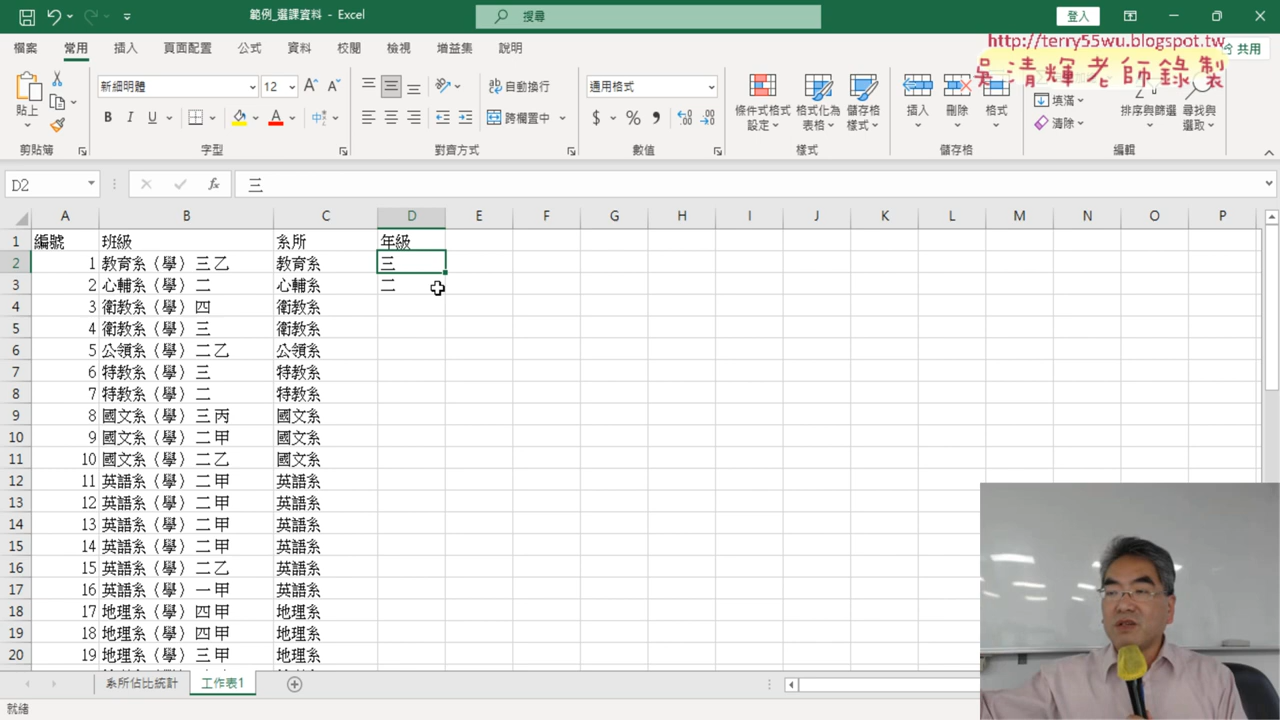 範例_選課資料 - Excel
搜尋
登入
檔案 常用 插入 頁面配置 公式 資料 校閱 檢視 增益集 說明
共用
http://terry55wu.blogspot.tw
吳清輝老師錄製
貼上
新細明體 12
B I U
自動換行
跨欄置中
通用格式
$ %
條件式格式設定 格式化為表格 儲存格樣式
插入 刪除 格式
填滿
清除
排序與篩選 尋找與選取
剪貼簿 字型 對齊方式 數值 樣式 儲存格 編輯
D2 fx 三
A B C D E F G H I J K L M N O P
1 編號 班級 系所 年級
2 1 教育系（學）三乙 教育系 三
3 2 心輔系（學）二 心輔系 二
4 3 衛教系（學）四 衛教系
5 4 衛教系（學）三 衛教系
6 5 公領系（學）二乙 公領系
7 6 特教系（學）三 特教系
8 7 特教系（學）二 特教系
9 8 國文系（學）三丙 國文系
10 9 國文系（學）二甲 國文系
11 10 國文系（學）二乙 國文系
12 11 英語系（學）二甲 英語系
13 12 英語系（學）二甲 英語系
14 13 英語系（學）二甲 英語系
15 14 英語系（學）二甲 英語系
16 15 英語系（學）二乙 英語系
17 16 英語系（學）一甲 英語系
18 17 地理系（學）四甲 地理系
19 18 地理系（學）四甲 地理系
20 19 地理系（學）三甲 地理系
系所佔比統計 工作表1
就緒